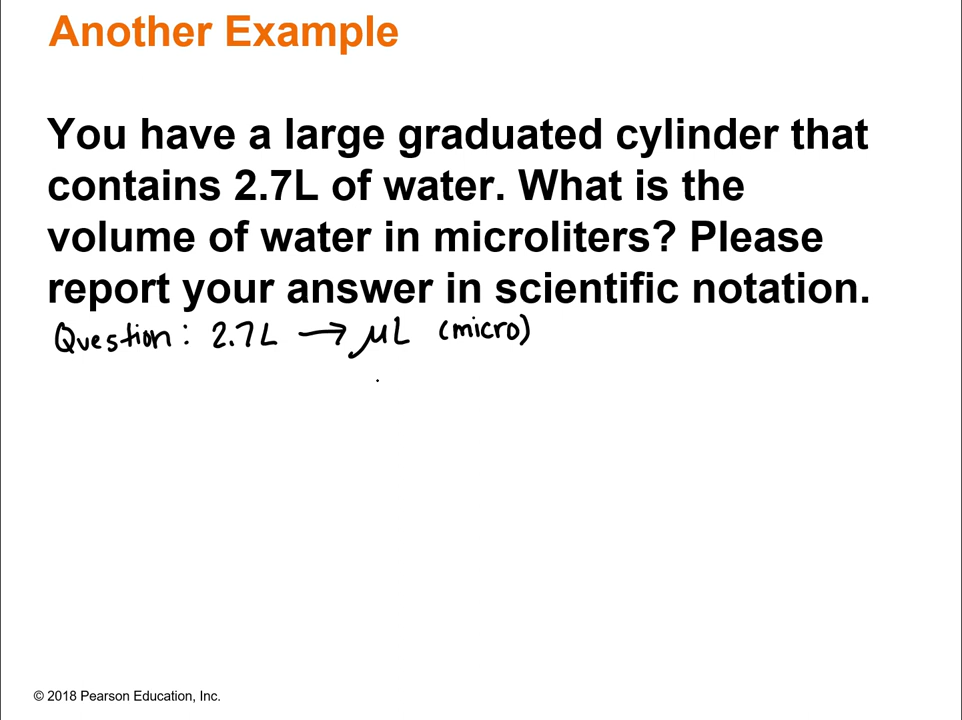 Another Example
You have a large graduated cylinder that
contains 2.7L of water. What is the
volume of water in microliters? Please
report your answer in scientific notation.
Question: 2.7L → μL (micro)
© 2018 Pearson Education, Inc.